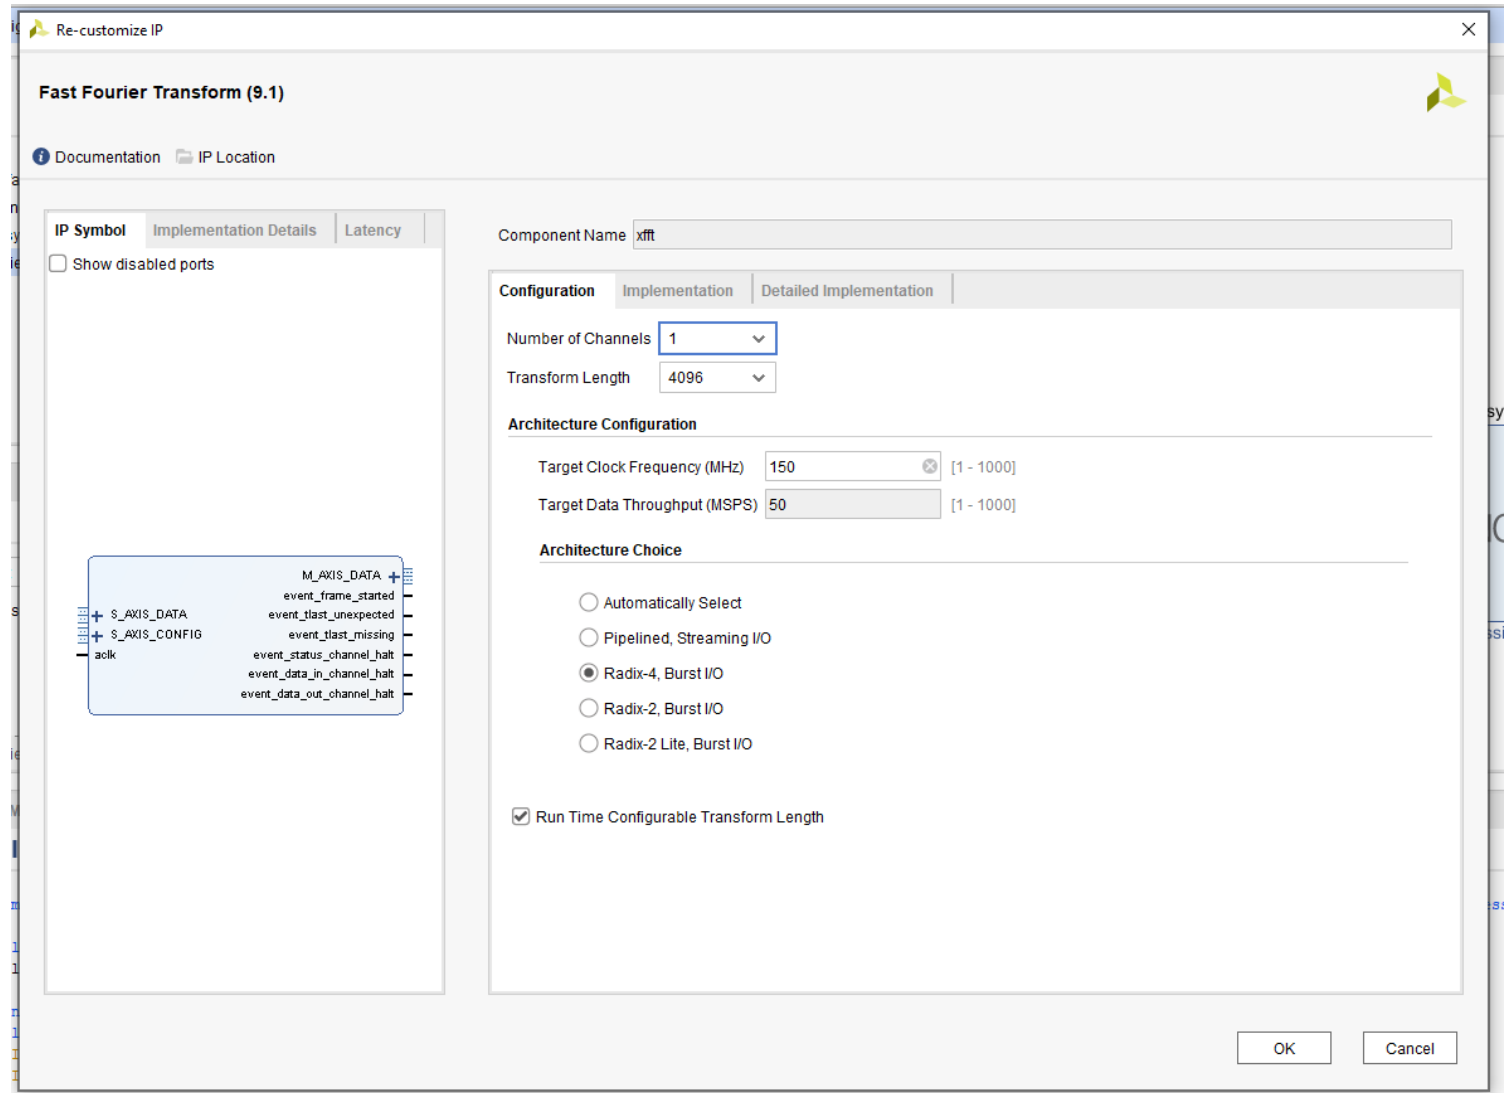 Re-customize IP
Fast Fourier Transform (9.1)
Documentation IP Location
IP Symbol Implementation Details Latency
Show disabled ports
M_AXIS_DATA
event_frame_started
S_AXIS_DATA event_tlast_unexpected
S_AXIS_CONFIG event_tlast_missing
aclk event_status_channel_halt
event_data_in_channel_halt
event_data_out_channel_halt
Component Name xfft
Configuration Implementation Detailed Implementation
Number of Channels 1
Transform Length 4096
Architecture Configuration
Target Clock Frequency (MHz) 150 [1 - 1000]
Target Data Throughput (MSPS) 50 [1 - 1000]
Architecture Choice
Automatically Select
Pipelined, Streaming I/O
Radix-4, Burst I/O
Radix-2, Burst I/O
Radix-2 Lite, Burst I/O
Run Time Configurable Transform Length
OK Cancel